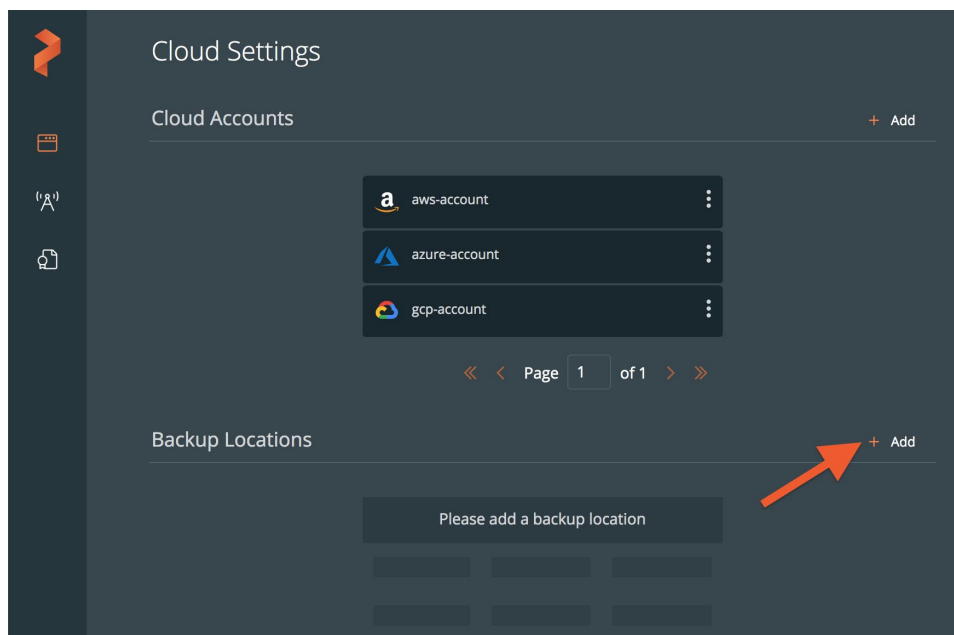 Cloud Settings
Cloud Accounts
+ Add
aws-account
azure-account
gcp-account
Page 1 of 1
Backup Locations
+ Add
Please add a backup location